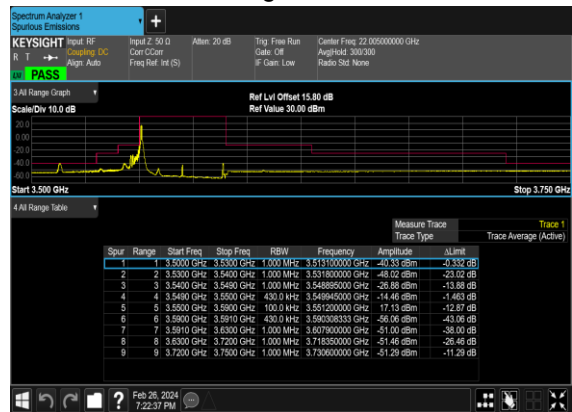 Spectrum Analyzer 1
Spurious Emissions
KEYSIGHT Input: RF Input Z: 50 Ω Atten: 20 dB Trig: Free Run Center Freq: 22.005000000 GHz
R T Coupling: DC Corr CCorr Gate: Off Avg|Hold: 300/300
Align: Auto Freq Ref: Int (S) IF Gain: Low Radio Std: None
LXI PASS
3 All Range Graph
Ref Lvl Offset 15.80 dB
Scale/Div 10.0 dB Ref Value 30.00 dBm
20.0
0.00
-20.0
-40.0
-60.0
Start 3.500 GHz Stop 3.750 GHz
4 All Range Table
Measure Trace Trace 1
Trace Type Trace Average (Active)
Spur Range Start Freq Stop Freq RBW Frequency Amplitude ΔLimit
1 1 3.5000 GHz 3.5300 GHz 1.000 MHz 3.513100000 GHz -40.33 dBm -0.332 dB
2 2 3.5300 GHz 3.5400 GHz 1.000 MHz 3.531800000 GHz -48.02 dBm -23.02 dB
3 3 3.5400 GHz 3.5490 GHz 1.000 MHz 3.548895000 GHz -26.88 dBm -13.88 dB
4 4 3.5490 GHz 3.5500 GHz 430.0 kHz 3.549945000 GHz -14.46 dBm -1.463 dB
5 5 3.5500 GHz 3.5900 GHz 100.0 kHz 3.551200000 GHz 17.13 dBm -12.87 dB
6 6 3.5900 GHz 3.5910 GHz 430.0 kHz 3.590308333 GHz -56.06 dBm -43.06 dB
7 7 3.5910 GHz 3.6300 GHz 1.000 MHz 3.607900000 GHz -51.00 dBm -38.00 dB
8 8 3.6300 GHz 3.7200 GHz 1.000 MHz 3.718350000 GHz -51.46 dBm -26.46 dB
9 9 3.7200 GHz 3.7500 GHz 1.000 MHz 3.730600000 GHz -51.29 dBm -11.29 dB
Feb 26, 2024
7:22:37 PM